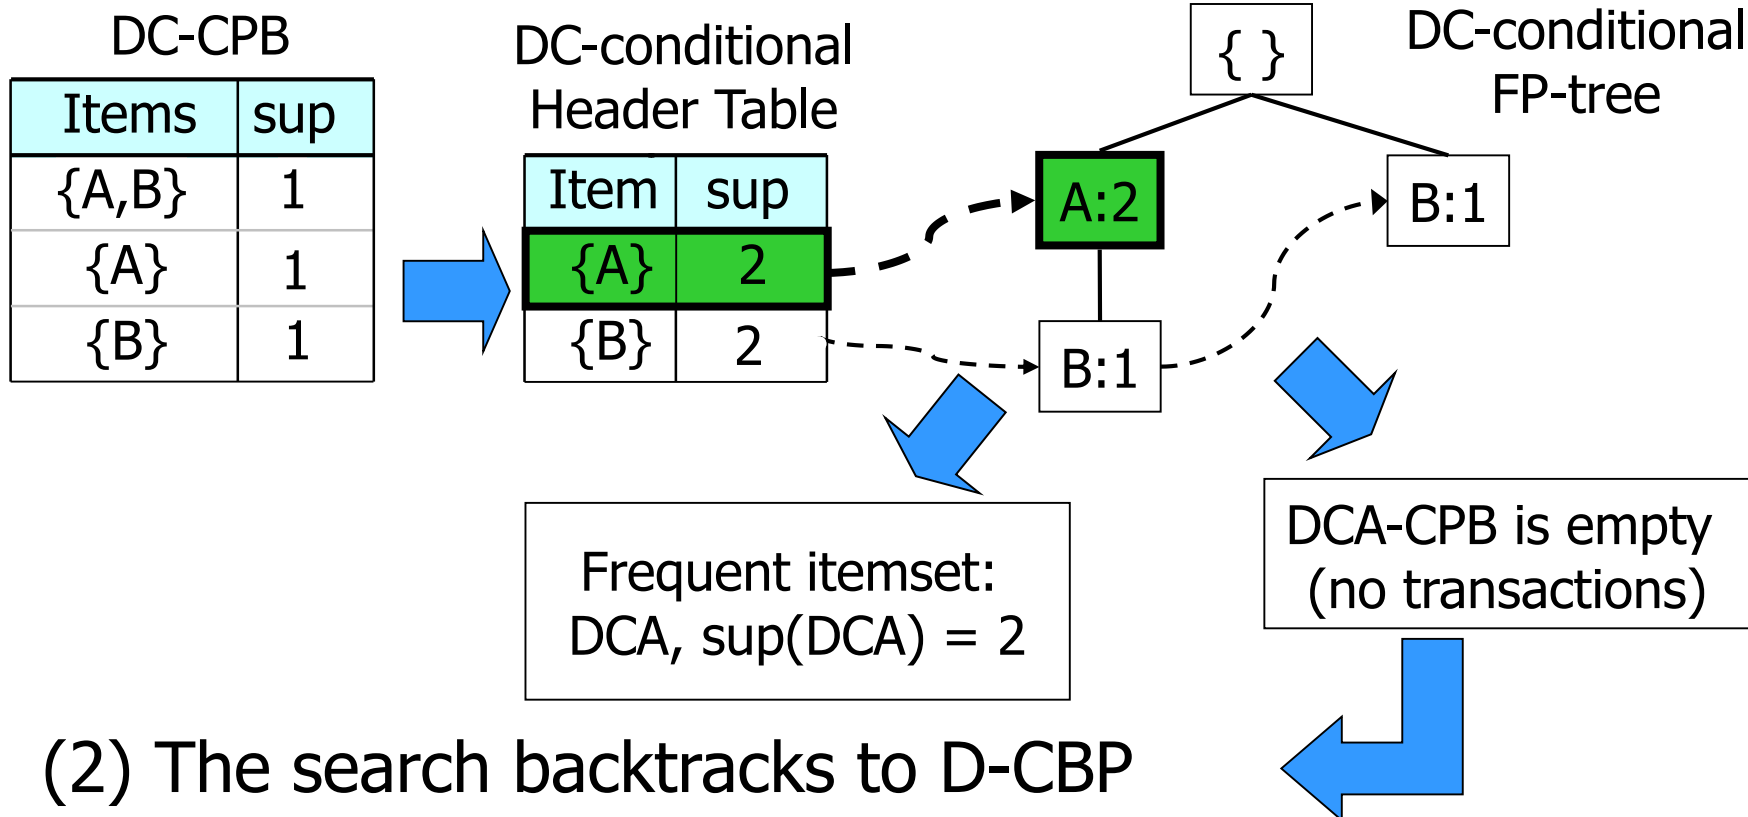 DC-CPB
Items sup
{A,B} 1
{A} 1
{B} 1
DC-conditional
Header Table
Item sup
{A} 2
{B} 2
{ }
A:2
B:1
B:1
DC-conditional
FP-tree
Frequent itemset:
DCA, sup(DCA) = 2
DCA-CPB is empty
(no transactions)
(2) The search backtracks to D-CBP